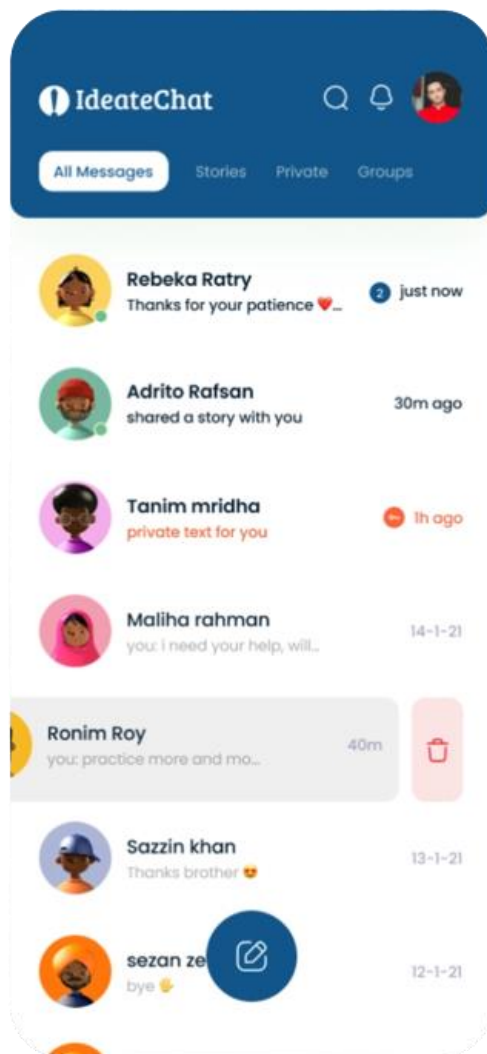 IdeateChat
All Messages Stories Private Groups
Rebeka Ratry
Thanks for your patience ❤️...
2 just now
Adrito Rafsan
shared a story with you
30m ago
Tanim mridha
private text for you
1h ago
Maliha rahman
you: i need your help, will...
14-1-21
Ronim Roy
you: practice more and mo...
40m
Sazzin khan
Thanks brother 😍
13-1-21
sezan ze
bye 🖐️
12-1-21